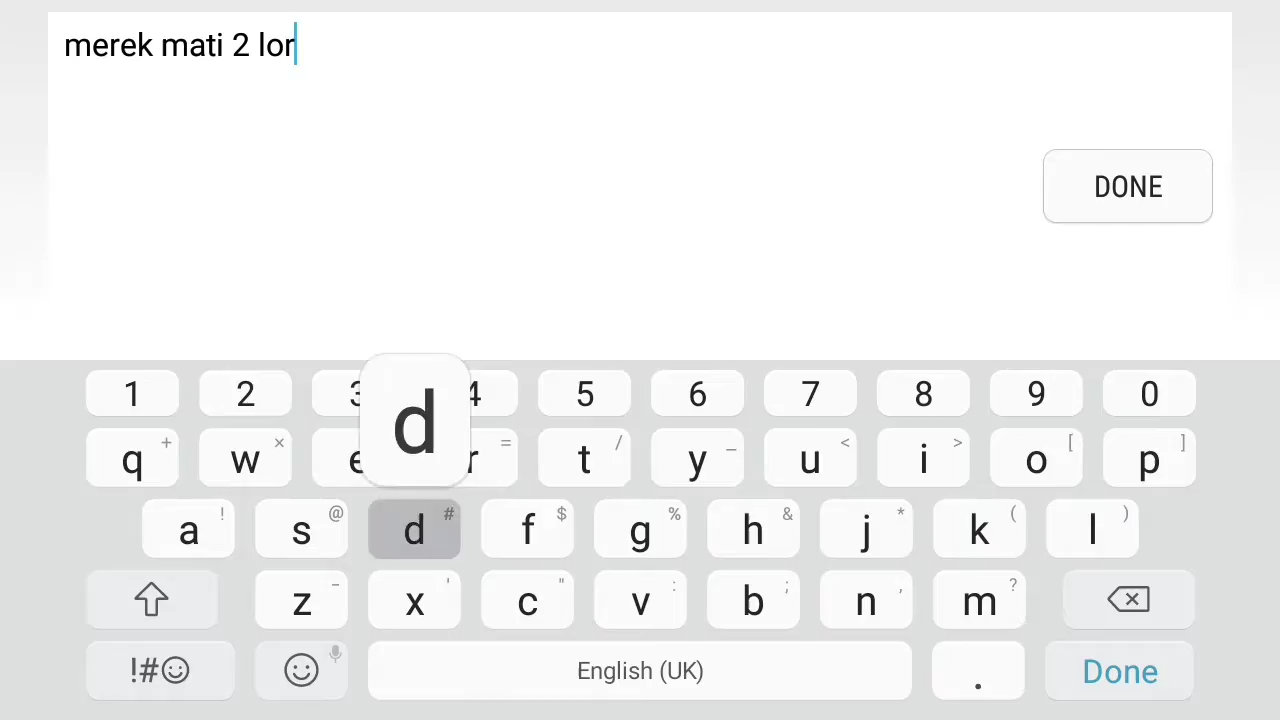 merek mati 2 lor
DONE
1 2 3 4 5 6 7 8 9 0
d
q + w × e r = t / y _ u < i > o [ p ]
a ! s @ d # f $ g % h & j * k ( l )
z - x ' c " v : b ; n , m ?
!#☺ English (UK) . Done